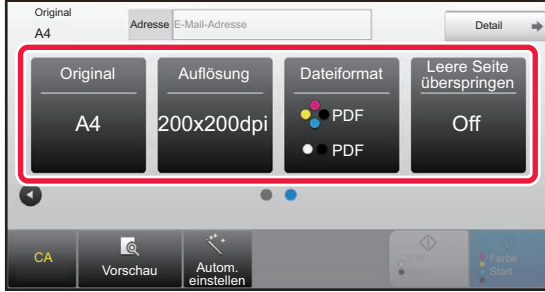 Original
A4
Adresse E-Mail-Adresse
Detail
Original
A4
Auflösung
200x200dpi
Dateiformat
PDF
PDF
Leere Seite
überspringen
Off
CA
Vorschau
Autom.
einstellen
B/W
Start
Farbe
Start